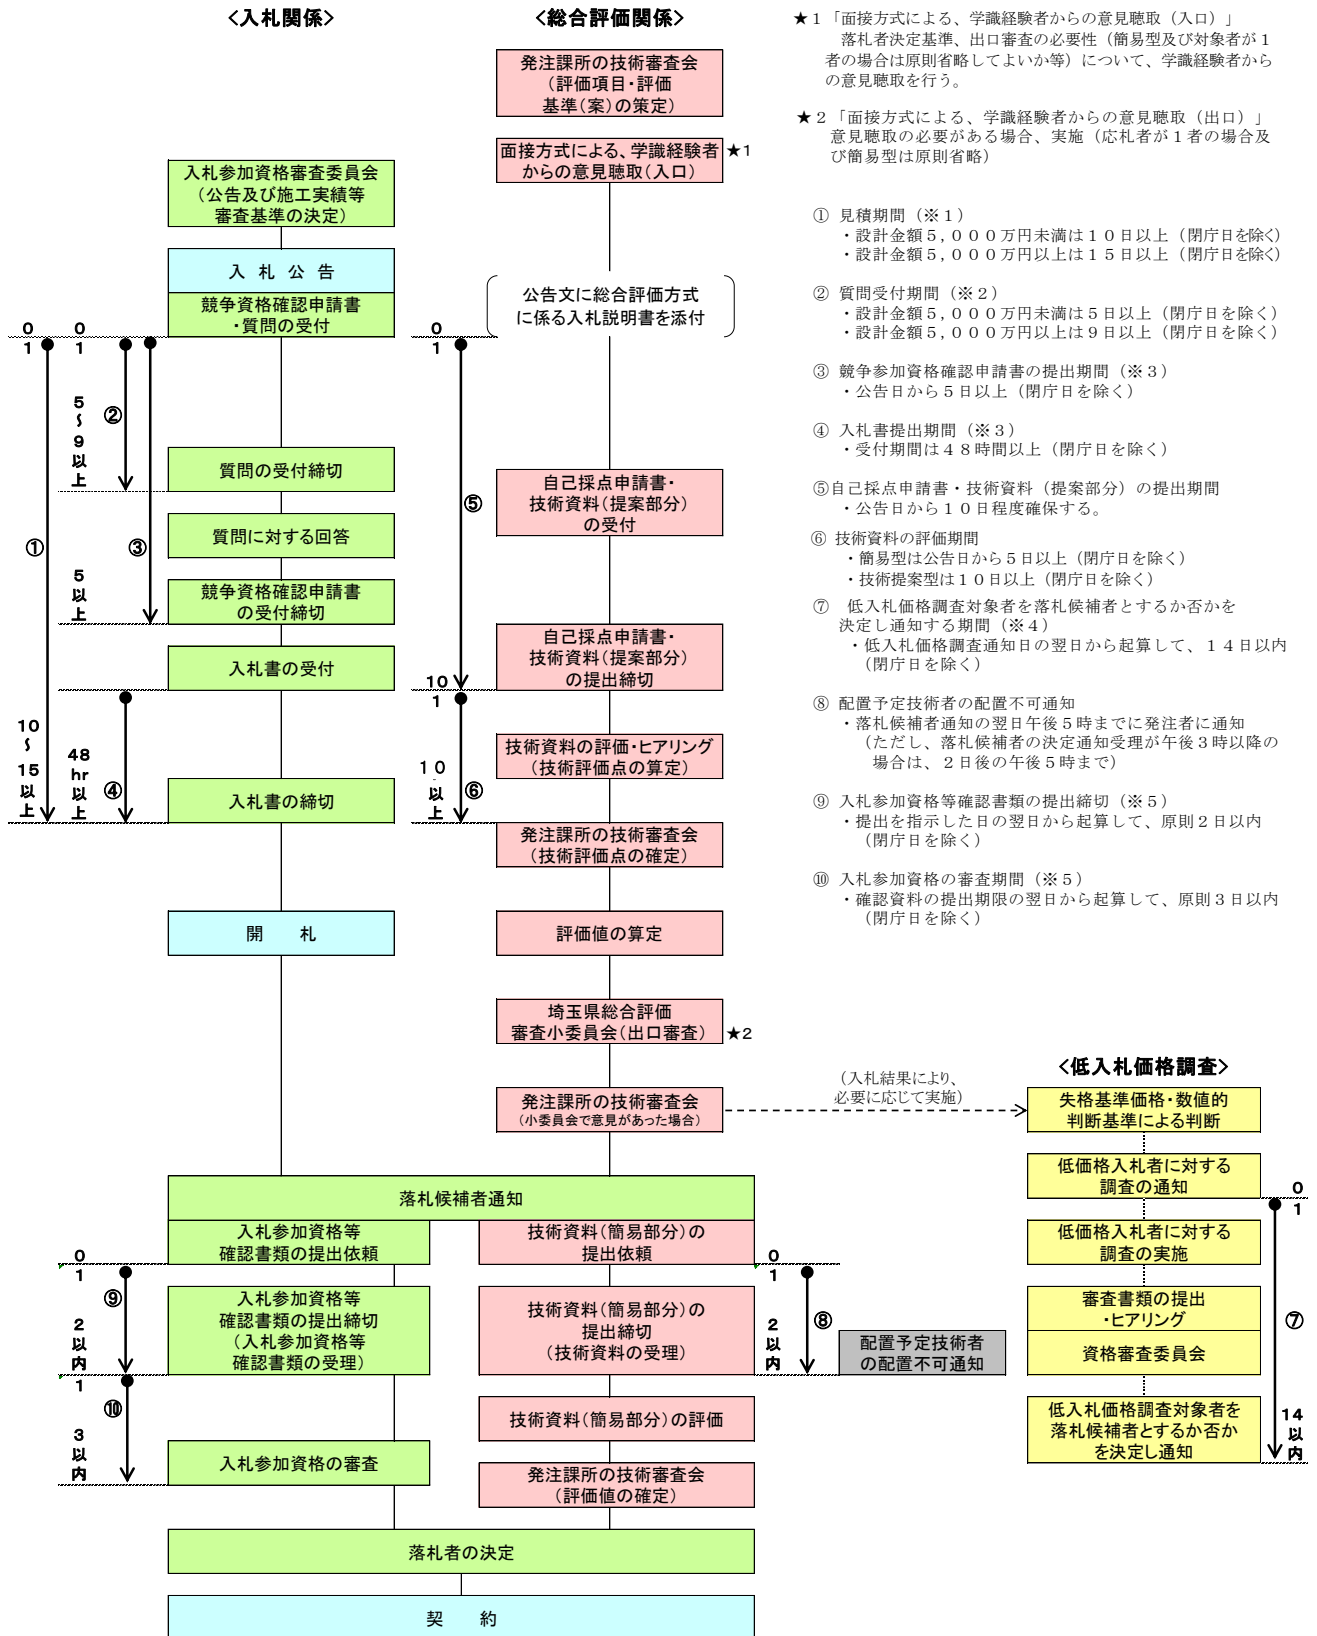 <入札関係>
<総合評価関係>
発注課所の技術審査会
(評価項目・評価
基準(案)の策定)
面接方式による、学識経験者
からの意見聴取(入口)
★1
入札参加資格審査委員会
(公告及び施工実績等
審査基準の決定)
入 札 公 告
競争資格確認申請書
・質問の受付
公告文に総合評価方式
に係る入札説明書を添付
0
1
0
1
0
1
5
~
9
以
上
②
質問の受付締切
自己採点申請書・
技術資料(提案部分)
の受付
⑤
①
③
質問に対する回答
5
以
上
競争資格確認申請書
の受付締切
入札書の受付
自己採点申請書・
技術資料(提案部分)
の提出締切
10
1
10
~
15
以
上
48
hr
以
上
④
入札書の締切
技術資料の評価・ヒアリング
(技術評価点の算定)
10
以
上
⑥
発注課所の技術審査会
(技術評価点の確定)
開 札
評価値の算定
埼玉県総合評価
審査小委員会(出口審査)
★2
発注課所の技術審査会
(小委員会で意見があった場合)
(入札結果により、
必要に応じて実施)
★1「面接方式による、学識経験者からの意見聴取(入口)」
落札者決定基準、出口審査の必要性(簡易型及び対象者が1
者の場合は原則省略してよいか等)について、学識経験者から
の意見聴取を行う。
★2「面接方式による、学識経験者からの意見聴取(出口)」
意見聴取の必要がある場合、実施(応札者が1者の場合及
び簡易型は原則省略)
① 見積期間(※1)
・設計金額5,000万円未満は10日以上(閉庁日を除く)
・設計金額5,000万円以上は15日以上(閉庁日を除く)
② 質問受付期間(※2)
・設計金額5,000万円未満は5日以上(閉庁日を除く)
・設計金額5,000万円以上は9日以上(閉庁日を除く)
③ 競争参加資格確認申請書の提出期間(※3)
・公告日から5日以上(閉庁日を除く)
④ 入札書提出期間(※3)
・受付期間は48時間以上(閉庁日を除く)
⑤自己採点申請書・技術資料(提案部分)の提出期間
・公告日から10日程度確保する。
⑥ 技術資料の評価期間
・簡易型は公告日から5日以上(閉庁日を除く)
・技術提案型は10日以上(閉庁日を除く)
⑦ 低入札価格調査対象者を落札候補者とするか否かを
決定し通知する期間(※4)
・低入札価格調査通知日の翌日から起算して、14日以内
(閉庁日を除く)
⑧ 配置予定技術者の配置不可通知
・落札候補者通知の翌日午後5時までに発注者に通知
(ただし、落札候補者の決定通知受理が午後3時以降の
場合は、2日後の午後5時まで)
⑨ 入札参加資格等確認書類の提出締切(※5)
・提出を指示した日の翌日から起算して、原則2日以内
(閉庁日を除く)
⑩ 入札参加資格の審査期間(※5)
・確認資料の提出期限の翌日から起算して、原則3日以内
(閉庁日を除く)
<低入札価格調査>
失格基準価格・数値的
判断基準による判断
低価格入札者に対する
調査の通知
0
1
低価格入札者に対する
調査の実施
審査書類の提出
・ヒアリング
資格審査委員会
⑦
低入札価格調査対象者を
落札候補者とするか否か
を決定し通知
14
以
内
落札候補者通知
入札参加資格等
確認書類の提出依頼
技術資料(簡易部分)の
提出依頼
0
1
0
1
⑨
2
以
内
入札参加資格等
確認書類の提出締切
(入札参加資格等
確認書類の受理)
技術資料(簡易部分)の
提出締切
(技術資料の受理)
2
以
内
⑧
配置予定技術者
の配置不可通知
1
⑩
3
以
内
技術資料(簡易部分)の評価
入札参加資格の審査
発注課所の技術審査会
(評価値の確定)
落札者の決定
契 約